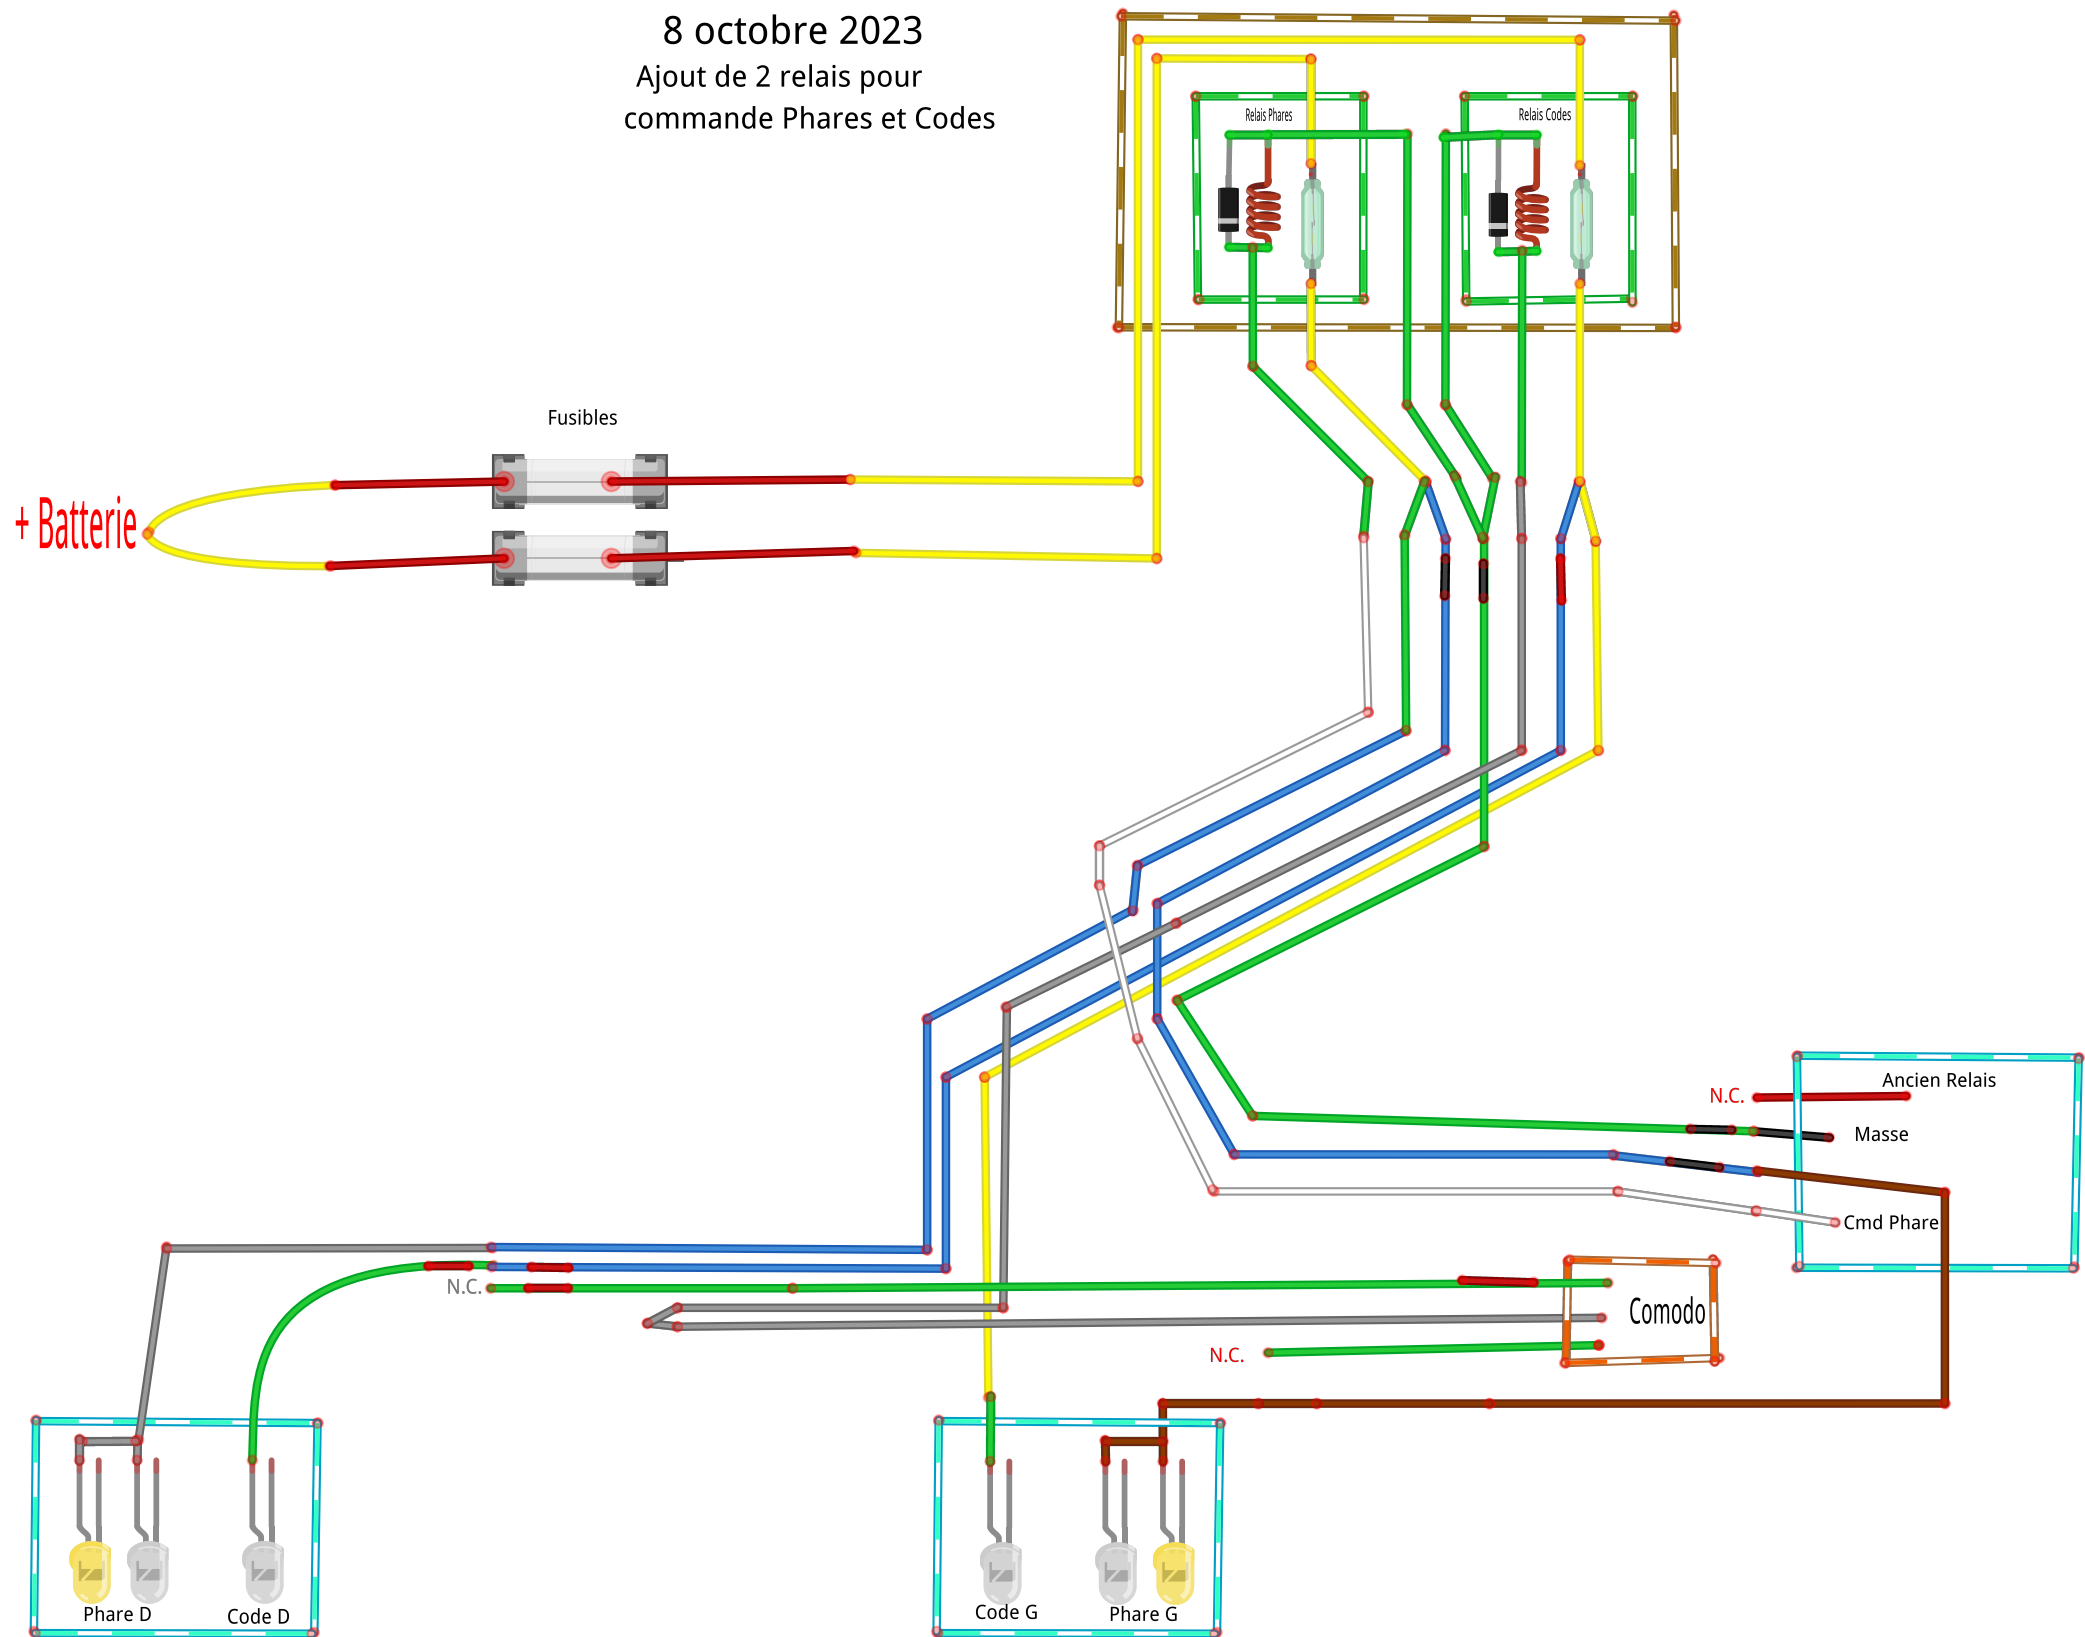 8 octobre 2023
Ajout de 2 relais pour
commande Phares et Codes
Relais Phares
Relais Codes
Fusibles
+ Batterie
Ancien Relais
N.C.
Masse
Cmd Phare
N.C.
Comodo
N.C.
Phare D
Code D
Code G
Phare G